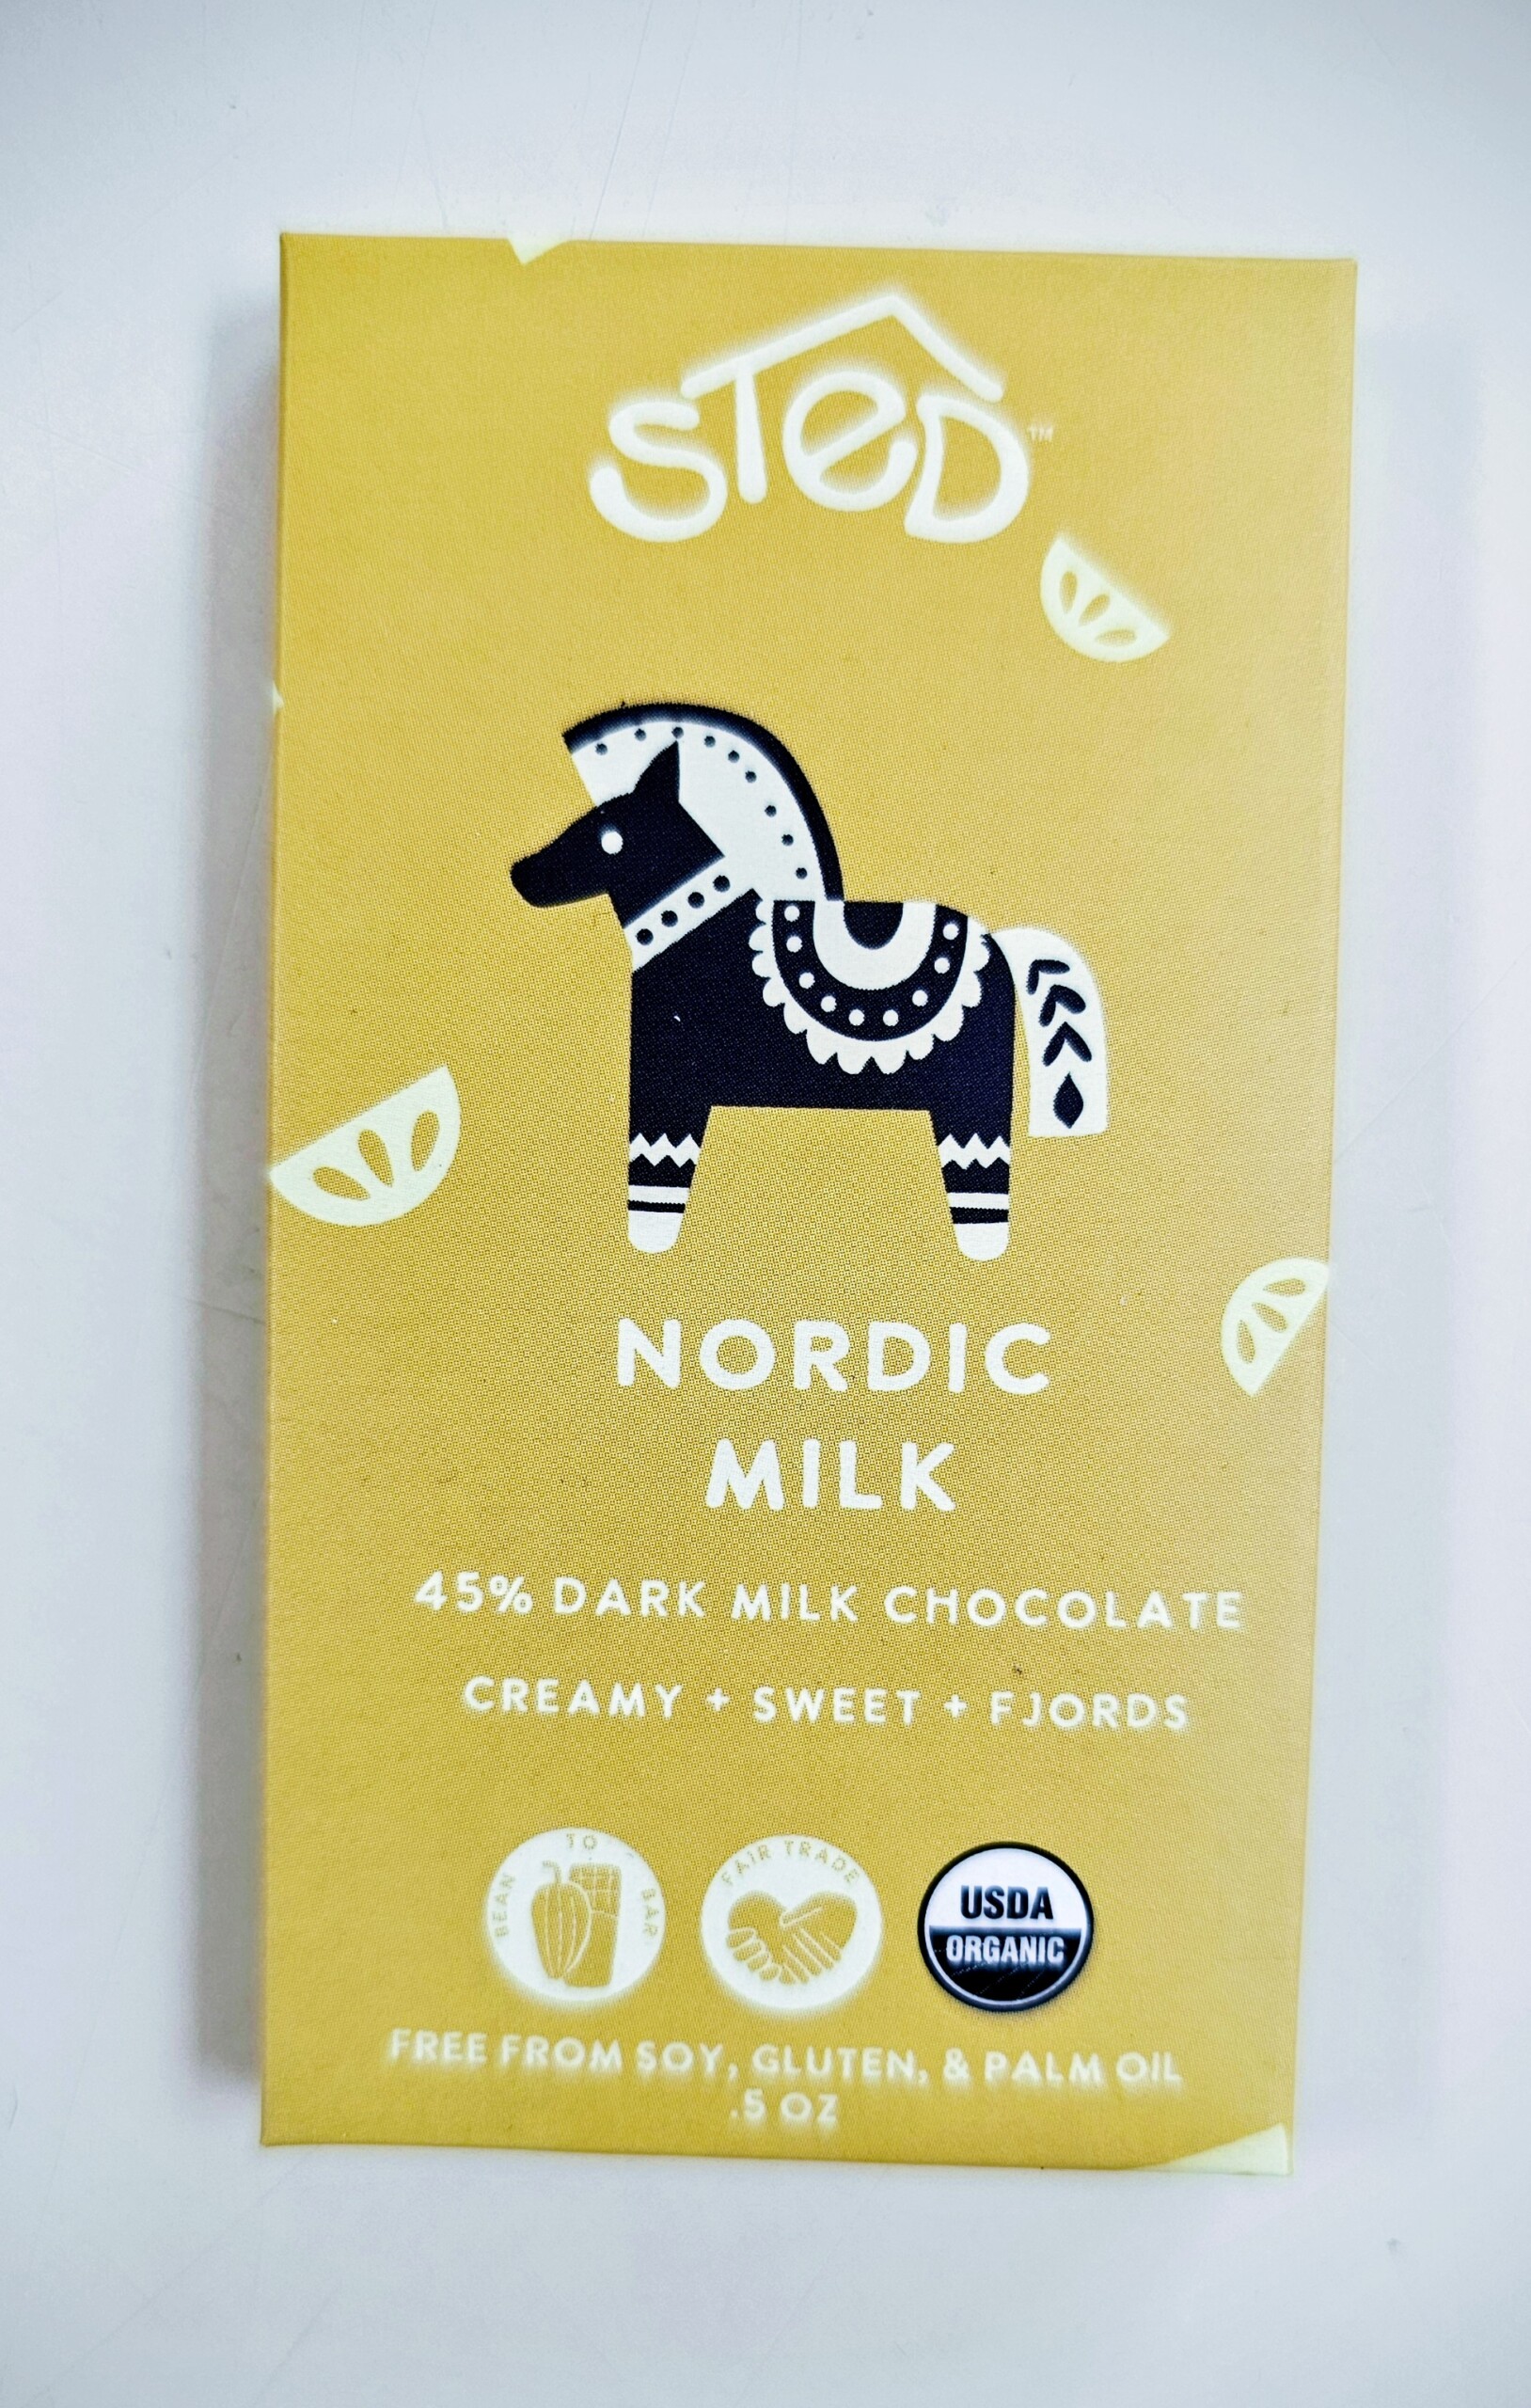 STeD™
NORDIC
MILK
45% DARK MILK CHOCOLATE
CREAMY + SWEET + FJORDS
BEAN TO BAR
FAIR TRADE
USDA
ORGANIC
FREE FROM SOY, GLUTEN, & PALM OIL
.5 OZ